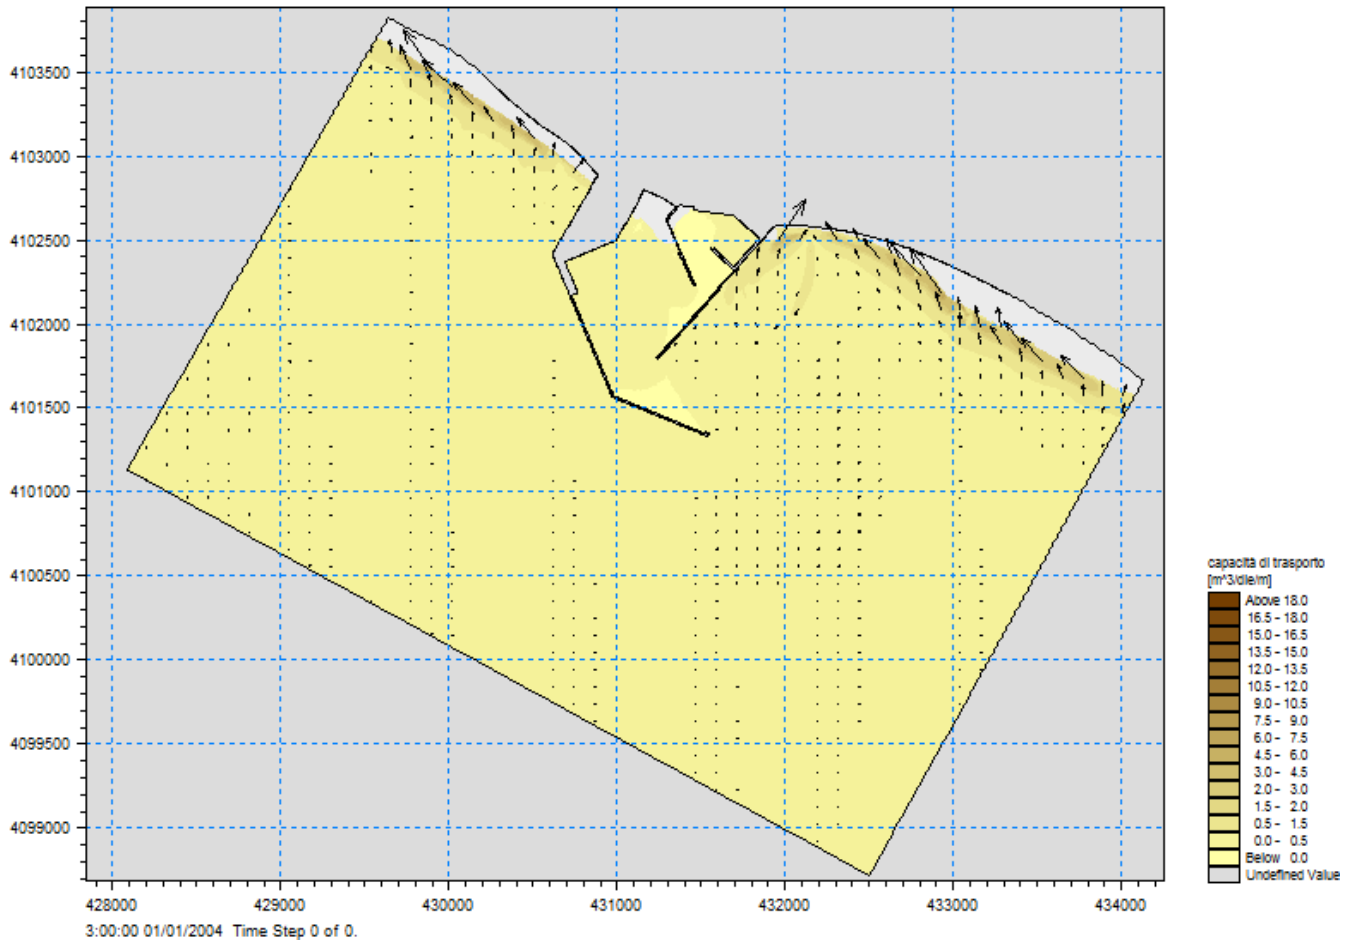 4103500
4103000
4102500
4102000
4101500
4101000
4100500
4100000
4099500
4099000
428000 429000 430000 431000 432000 433000 434000
3:00:00 01/01/2004 Time Step 0 of 0.
capacità di trasporto
[m^3/die/m]
Above 18.0
16.5 - 18.0
15.0 - 16.5
13.5 - 15.0
12.0 - 13.5
10.5 - 12.0
9.0 - 10.5
7.5 - 9.0
6.0 - 7.5
4.5 - 6.0
3.0 - 4.5
2.0 - 3.0
1.5 - 2.0
0.5 - 1.5
0.0 - 0.5
Below 0.0
Undefined Value